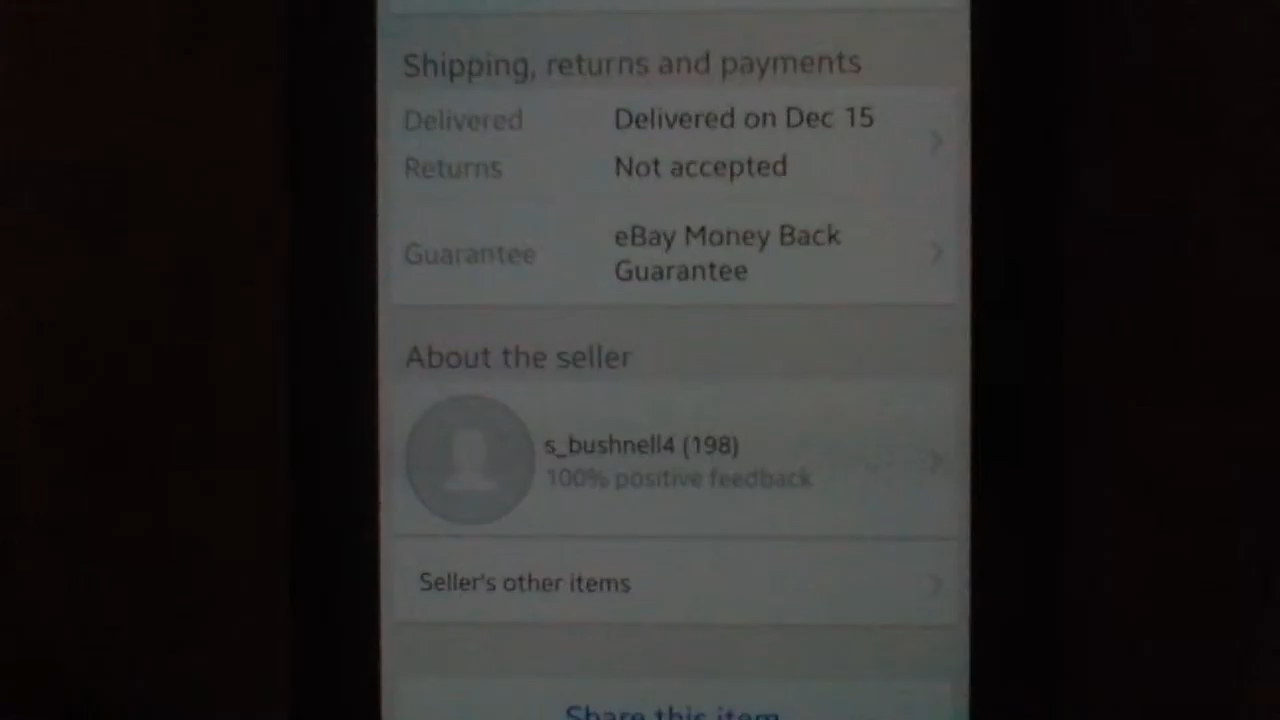 Shipping, returns and payments
Delivered Delivered on Dec 15
Returns Not accepted
Guarantee eBay Money Back
Guarantee
About the seller
s_bushnell4 (198)
100% positive feedback
Seller's other items
Share this item